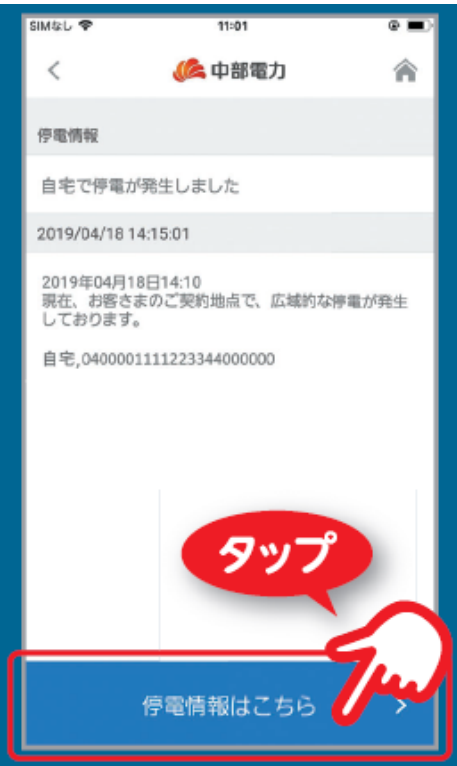 SIMなし 11:01
中部電力
停電情報
自宅で停電が発生しました
2019/04/18 14:15:01
2019年04月18日14:10
現在、お客さまのご契約地点で、広域的な停電が発生
しております。
自宅,0400001111223344000000
タップ
停電情報はこちら